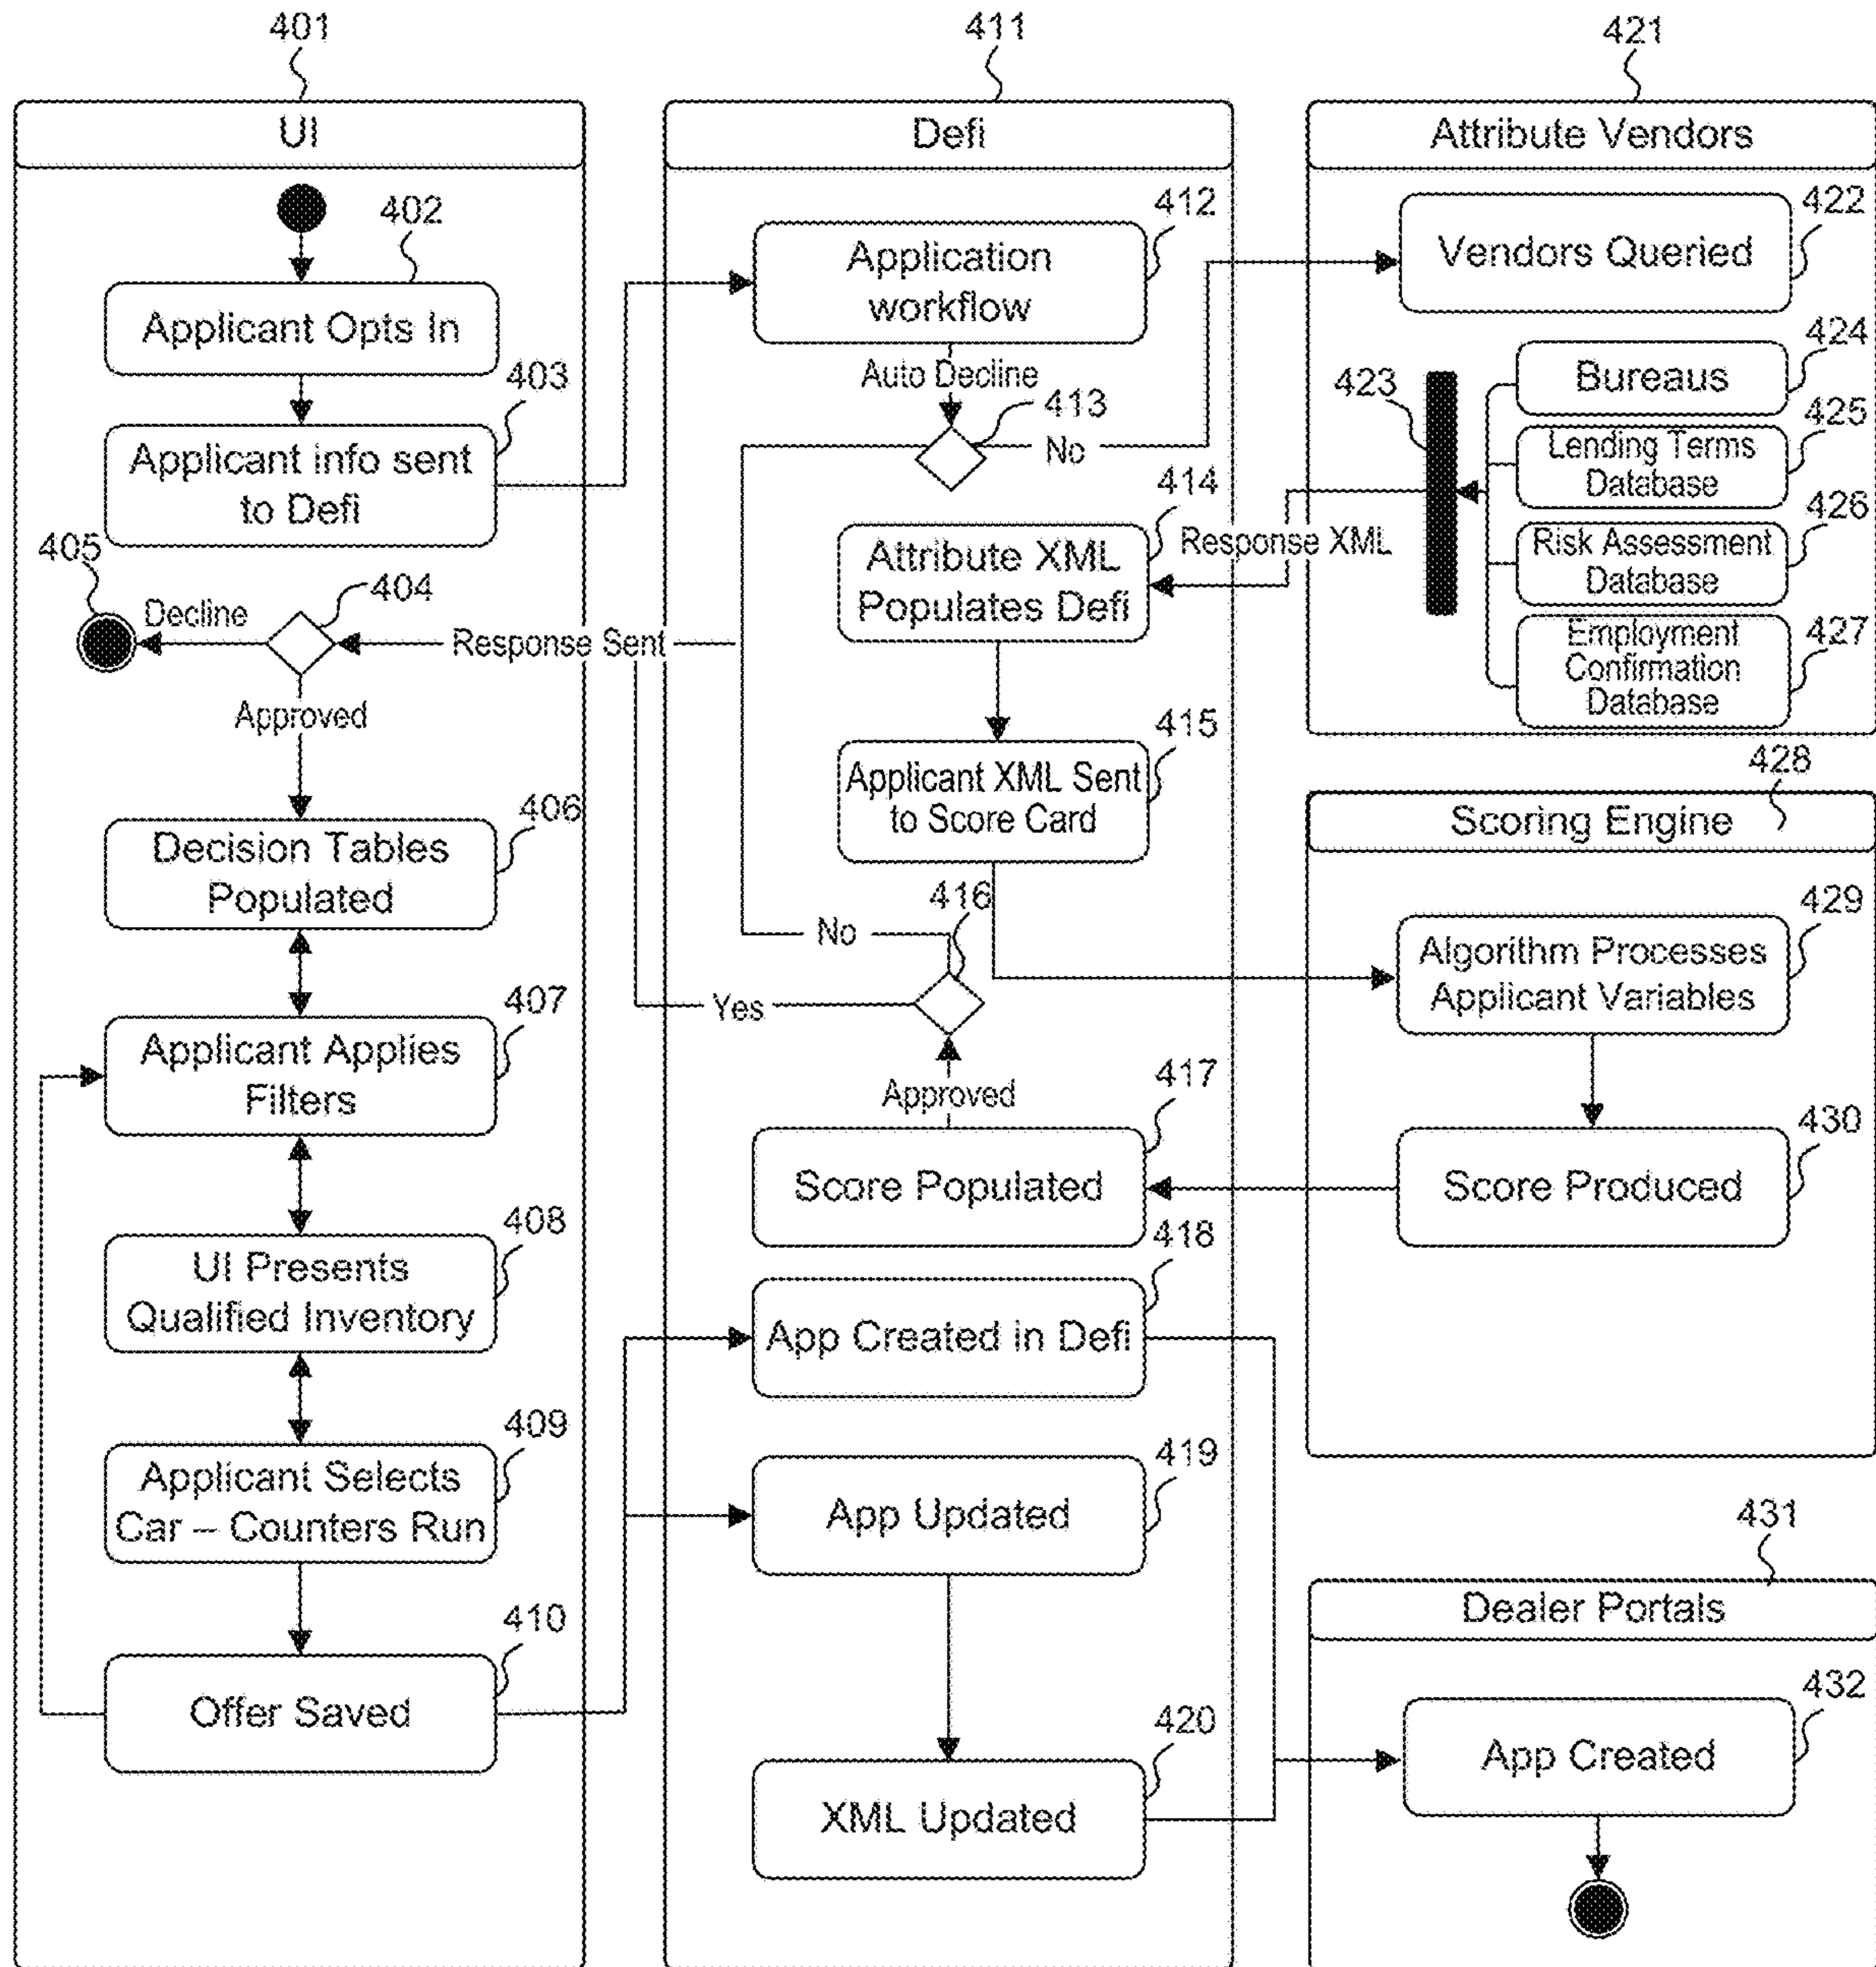 401
UI
402
Applicant Opts In
403
Applicant info sent
to Defi
405
Decline
404
Response Sent
Approved
406
Decision Tables
Populated
407
Applicant Applies
Filters
408
UI Presents
Qualified Inventory
409
Applicant Selects
Car – Counters Run
410
Offer Saved
411
Defi
412
Application
workflow
Auto Decline
413
No
414
Attribute XML
Populates Defi
Response XML
415
Applicant XML Sent
to Score Card
416
No
Yes
Approved
417
Score Populated
418
App Created in Defi
419
App Updated
420
XML Updated
421
Attribute Vendors
422
Vendors Queried
423
424
Bureaus
425
Lending Terms
Database
426
Risk Assessment
Database
427
Employment
Confirmation
Database
428
Scoring Engine
429
Algorithm Processes
Applicant Variables
430
Score Produced
431
Dealer Portals
432
App Created